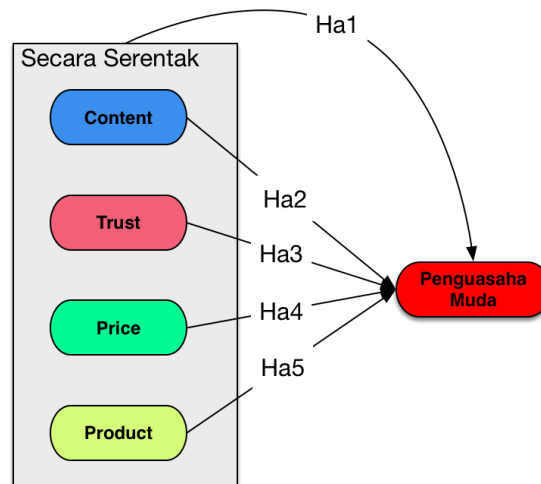 Ha1
Secara Serentak
Content
Ha2
Trust
Ha3
Penguasaha
Muda
Price
Ha4
Ha5
Product